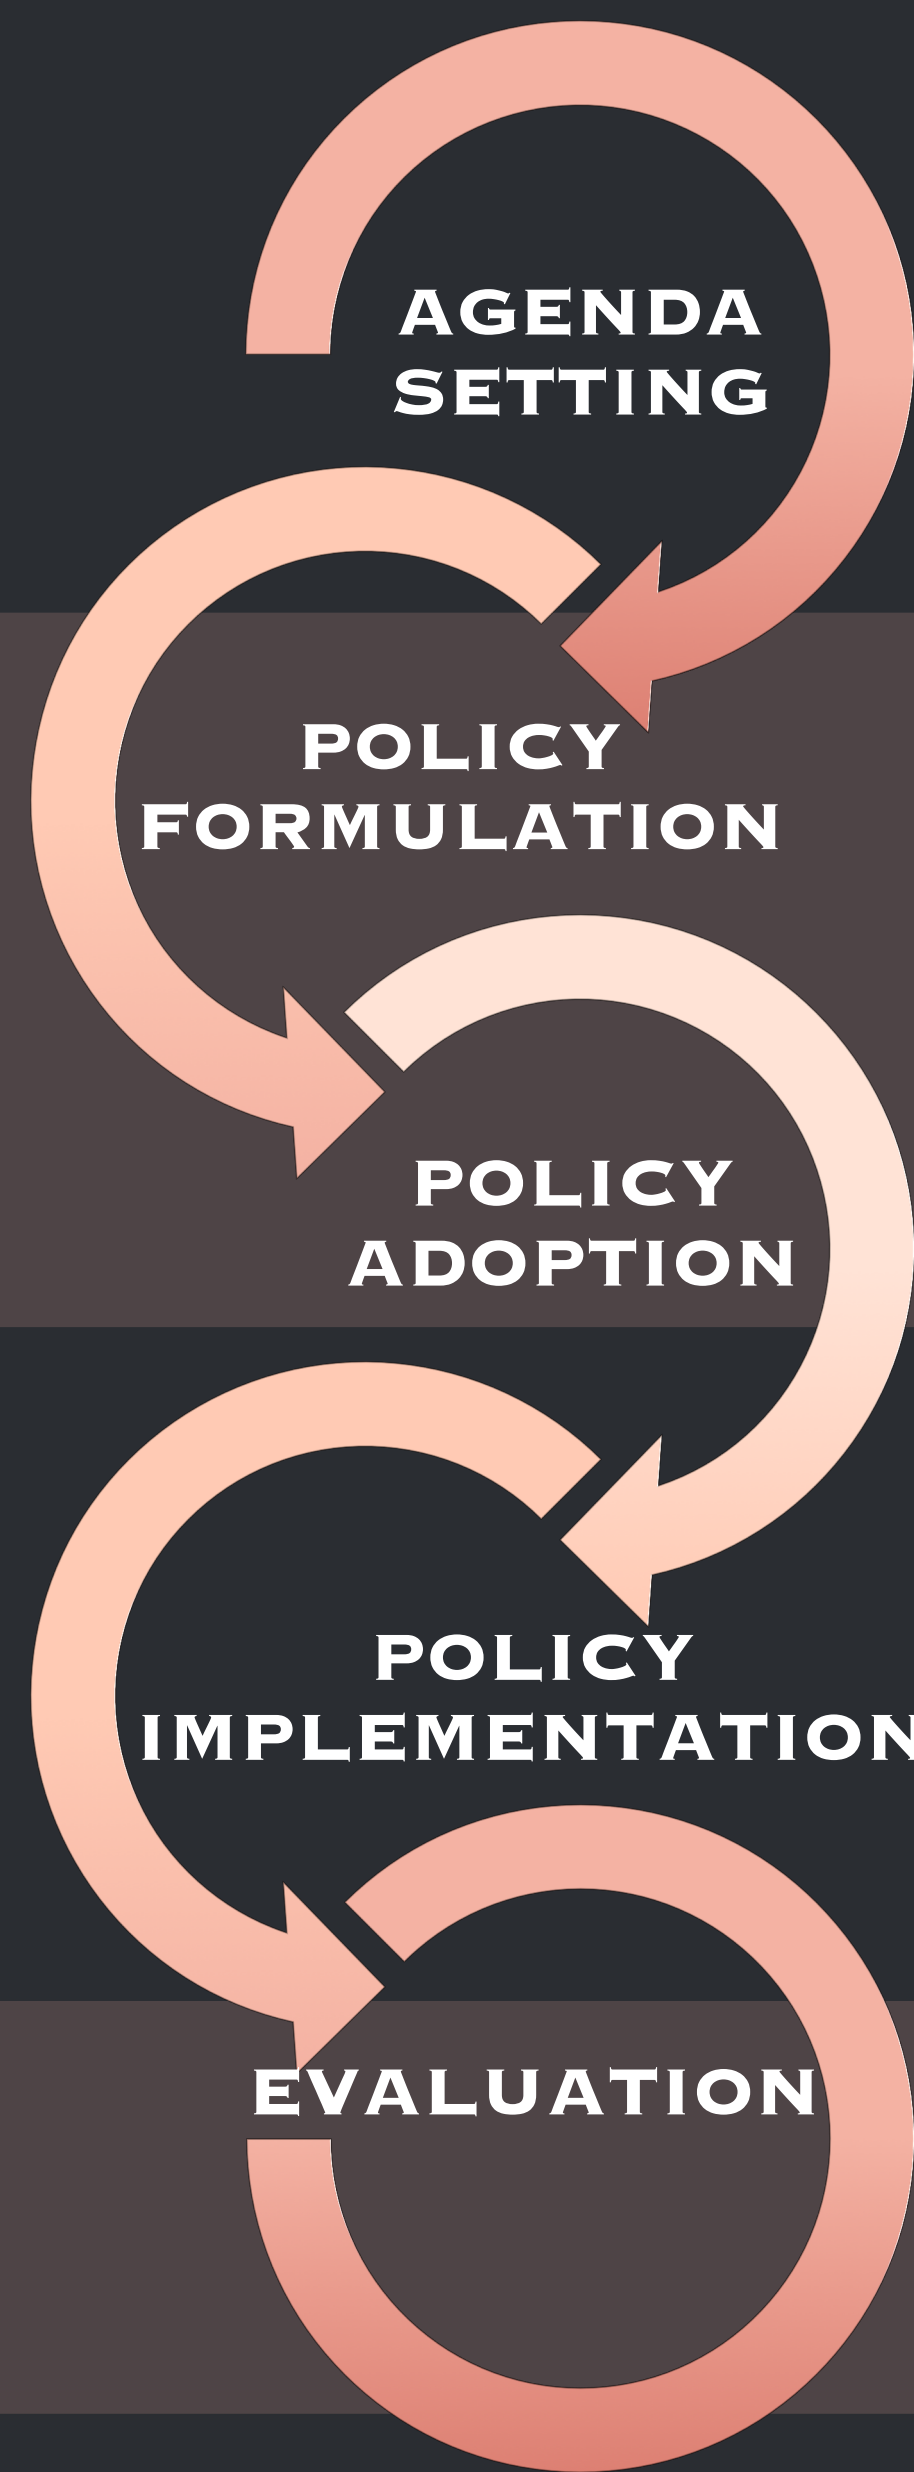 AGENDA
SETTING
POLICY
FORMULATION
POLICY
ADOPTION
POLICY
IMPLEMENTATION
EVALUATION